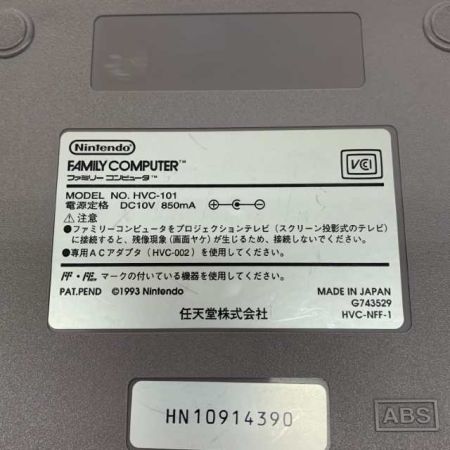 Nintendo
FAMILY COMPUTER™
ファミリー コンピュータ™
VCI
MODEL NO. HVC-101
電源定格 DC10V 850mA
⚠ 注意
●ファミリーコンピュータをプロジェクションテレビ（スクリーン投影式のテレビ）
に接続すると、残像現象（画面ヤケ）が生じるため、接続しないでください。
●専用ACアダプタ（HVC-002）を使用してください。
FF・FF™ マークの付いている機器を使用してください。
PAT.PEND ©1993 Nintendo
MADE IN JAPAN
G743529
任天堂株式会社
HVC-NFF-1
HN10914390
ABS